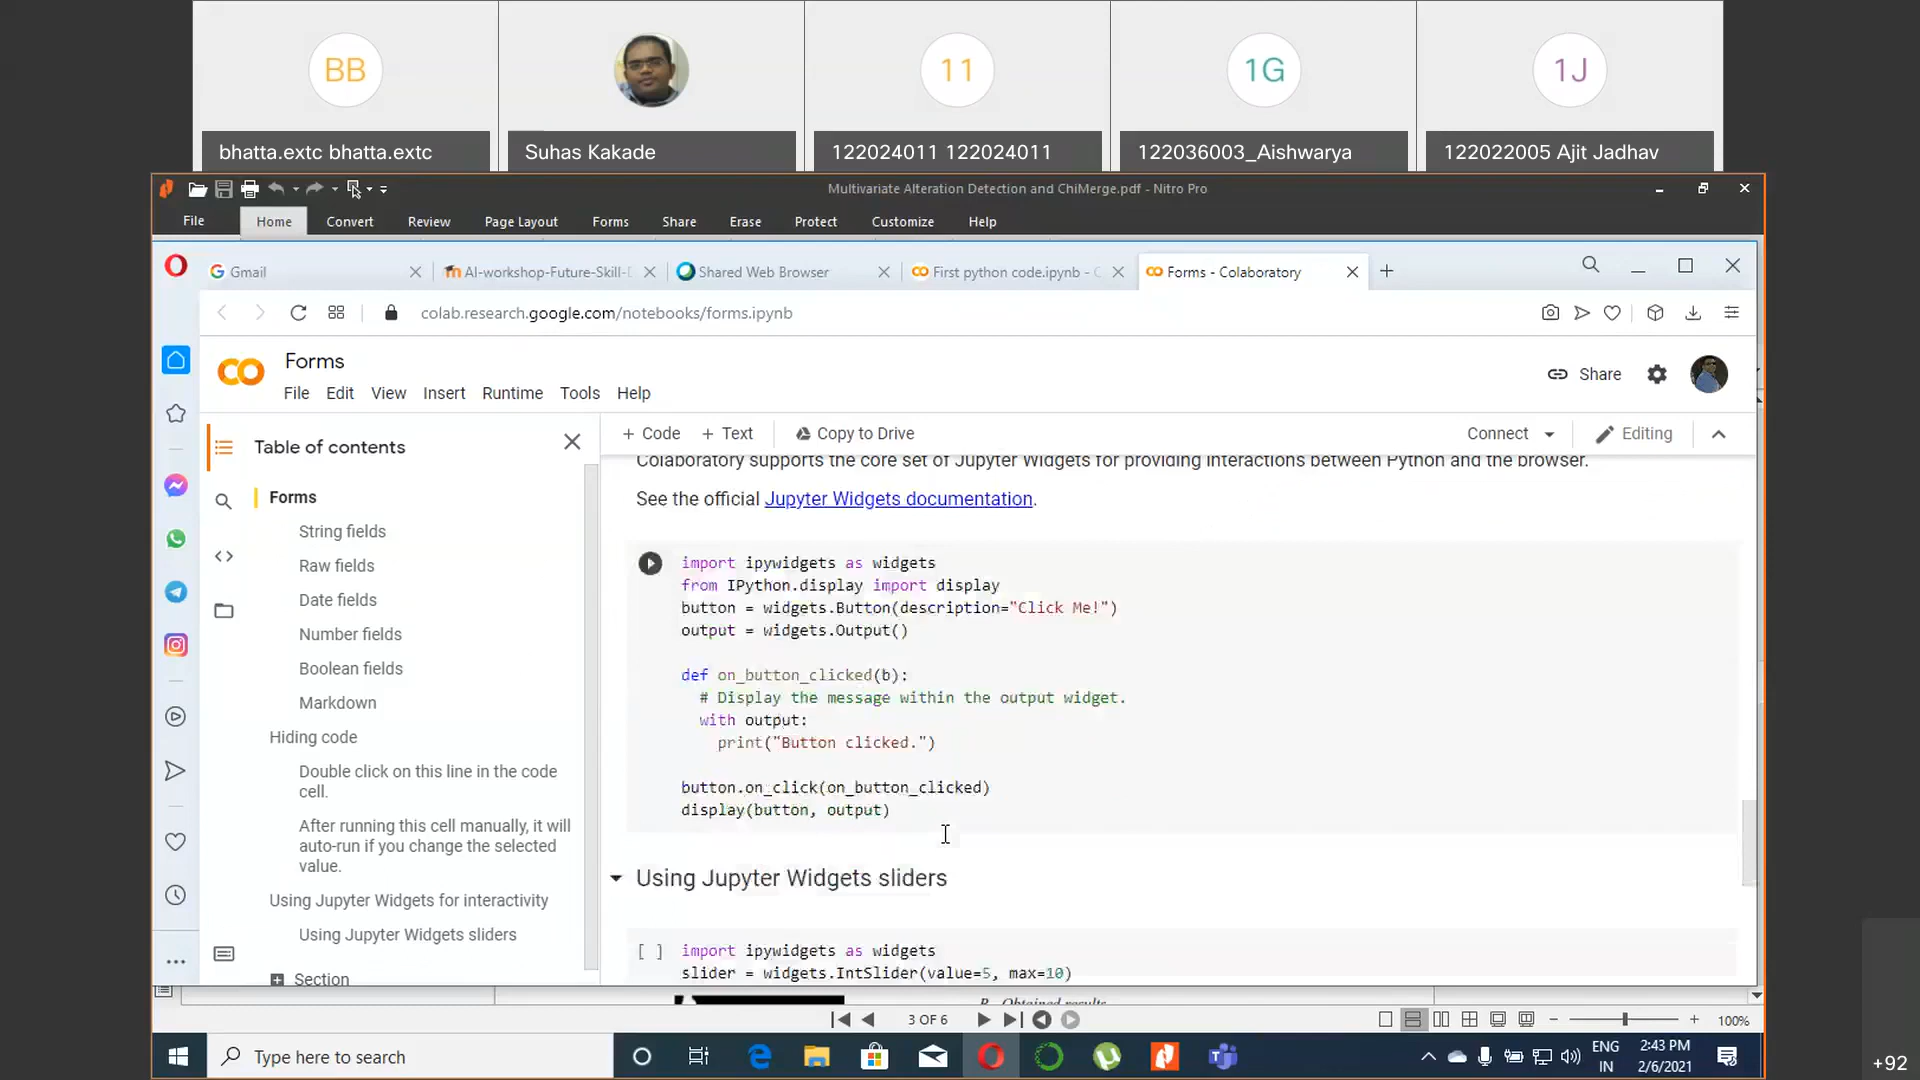 BB
11
1G
1J
bhatta.extc bhatta.extc
Suhas Kakade
122024011 122024011
122036003_Aishwarya
122022005 Ajit Jadhav
Multivariate Alteration Detection and ChiMerge.pdf - Nitro Pro
File Home Convert Review Page Layout Forms Share Erase Protect Customize Help
Gmail
AI-workshop-Future-Skill-
Shared Web Browser
First python code.ipynb -
Forms - Colaboratory
colab.research.google.com/notebooks/forms.ipynb
Forms
Share
File Edit View Insert Runtime Tools Help
Table of contents
+ Code + Text Copy to Drive
Connect Editing
Forms
String fields
Raw fields
Date fields
Number fields
Boolean fields
Markdown
Hiding code
Double click on this line in the code
cell.
After running this cell manually, it will
auto-run if you change the selected
value.
Using Jupyter Widgets for interactivity
Using Jupyter Widgets sliders
Section
Colaboratory supports the core set of Jupyter Widgets for providing interactions between Python and the browser.
See the official Jupyter Widgets documentation.
import ipywidgets as widgets
from IPython.display import display
button = widgets.Button(description="Click Me!")
output = widgets.Output()
def on_button_clicked(b):
# Display the message within the output widget.
with output:
print("Button clicked.")
button.on_click(on_button_clicked)
display(button, output)
Using Jupyter Widgets sliders
[ ] import ipywidgets as widgets
slider = widgets.IntSlider(value=5, max=10)
B. Obtained results
3 OF 6
100%
Type here to search
ENG
IN
2:43 PM
2/6/2021
+92